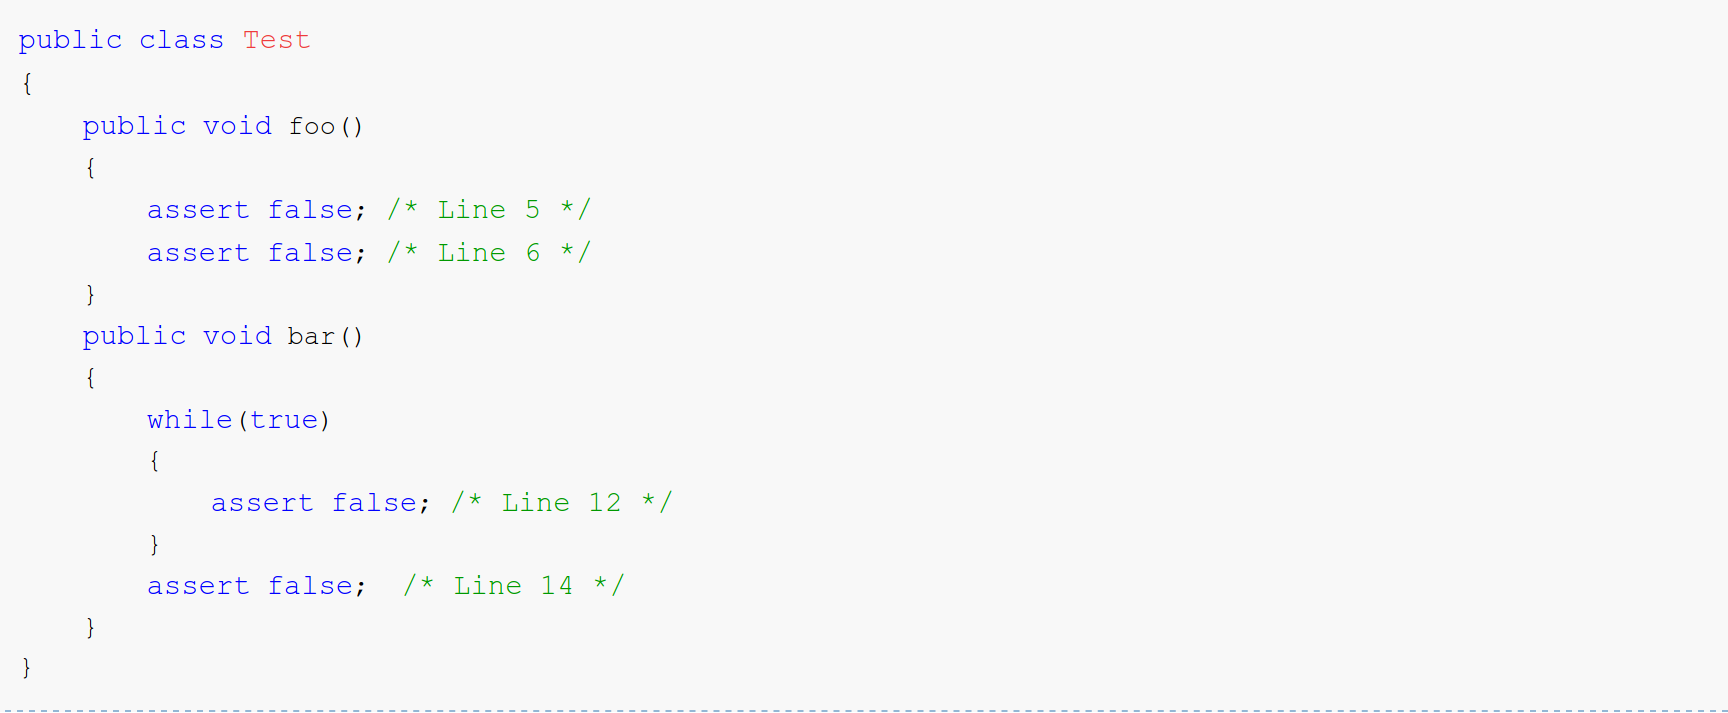 public class Test
{
    public void foo()
    {
        assert false; /* Line 5 */
        assert false; /* Line 6 */
    }
    public void bar()
    {
        while(true)
        {
            assert false; /* Line 12 */
        }
        assert false;  /* Line 14 */
    }
}